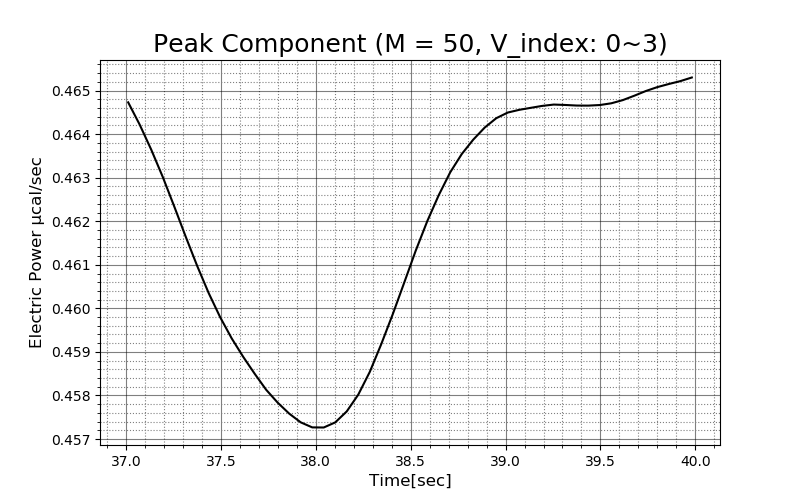 Peak Component (M = 50, V_index: 0~3)
Electric Power μcal/sec
0.465
0.464
0.463
0.462
0.461
0.460
0.459
0.458
0.457
37.0 37.5 38.0 38.5 39.0 39.5 40.0
Time[sec]